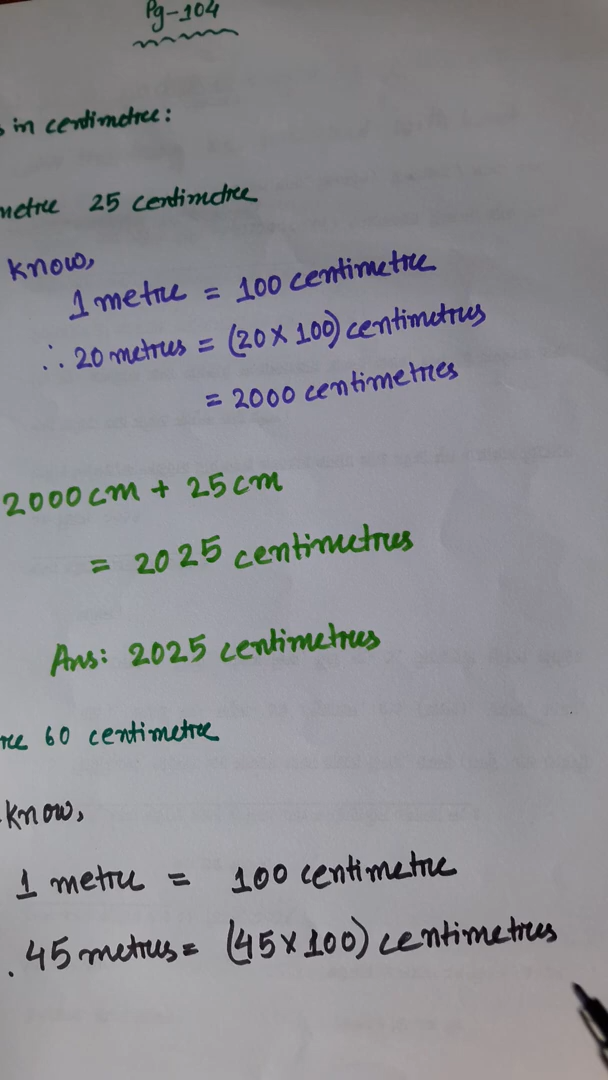 Pg-104
in centimetre:
metre 25 centimetre
know,
1 metre = 100 centimetre
∴ 20 metres = (20 × 100) centimetres
= 2000 centimetres
2000 cm + 25 cm
= 2025 centimetres
Ans: 2025 centimetres
60 centimetre
know,
1 metre = 100 centimetre
45 metres = (45 × 100) centimetres